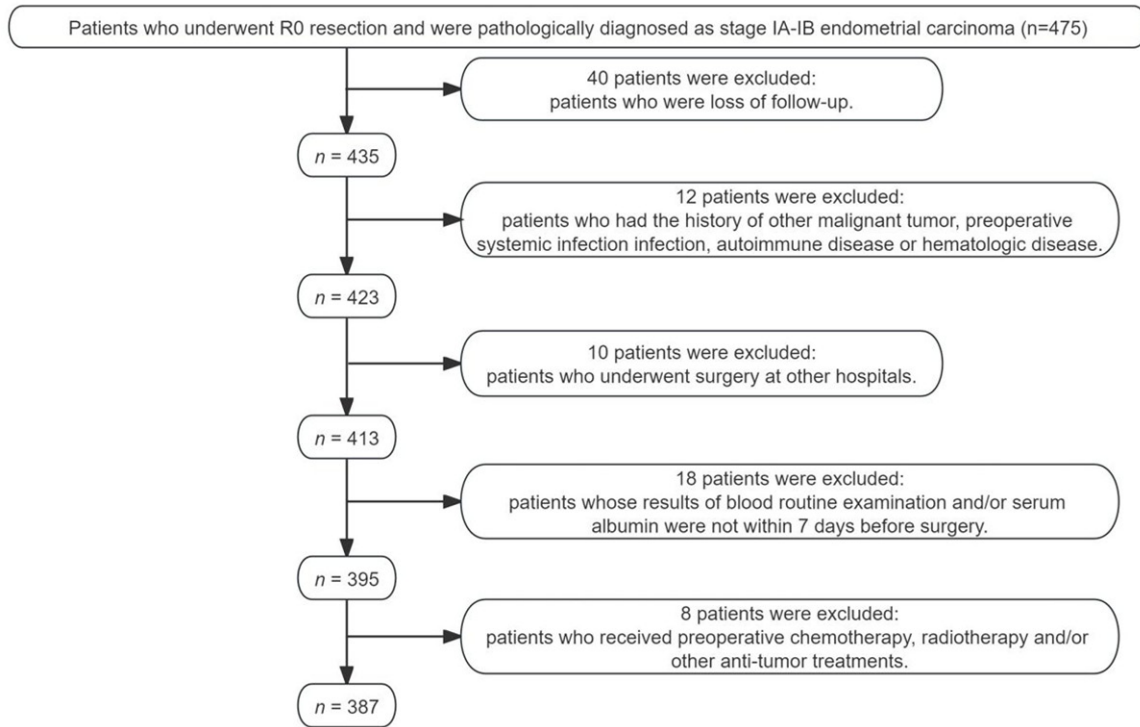 Patients who underwent R0 resection and were pathologically diagnosed as stage IA-IB endometrial carcinoma (n=475)
40 patients were excluded:
patients who were loss of follow-up.
n = 435
12 patients were excluded:
patients who had the history of other malignant tumor, preoperative
systemic infection infection, autoimmune disease or hematologic disease.
n = 423
10 patients were excluded:
patients who underwent surgery at other hospitals.
n = 413
18 patients were excluded:
patients whose results of blood routine examination and/or serum
albumin were not within 7 days before surgery.
n = 395
8 patients were excluded:
patients who received preoperative chemotherapy, radiotherapy and/or
other anti-tumor treatments.
n = 387